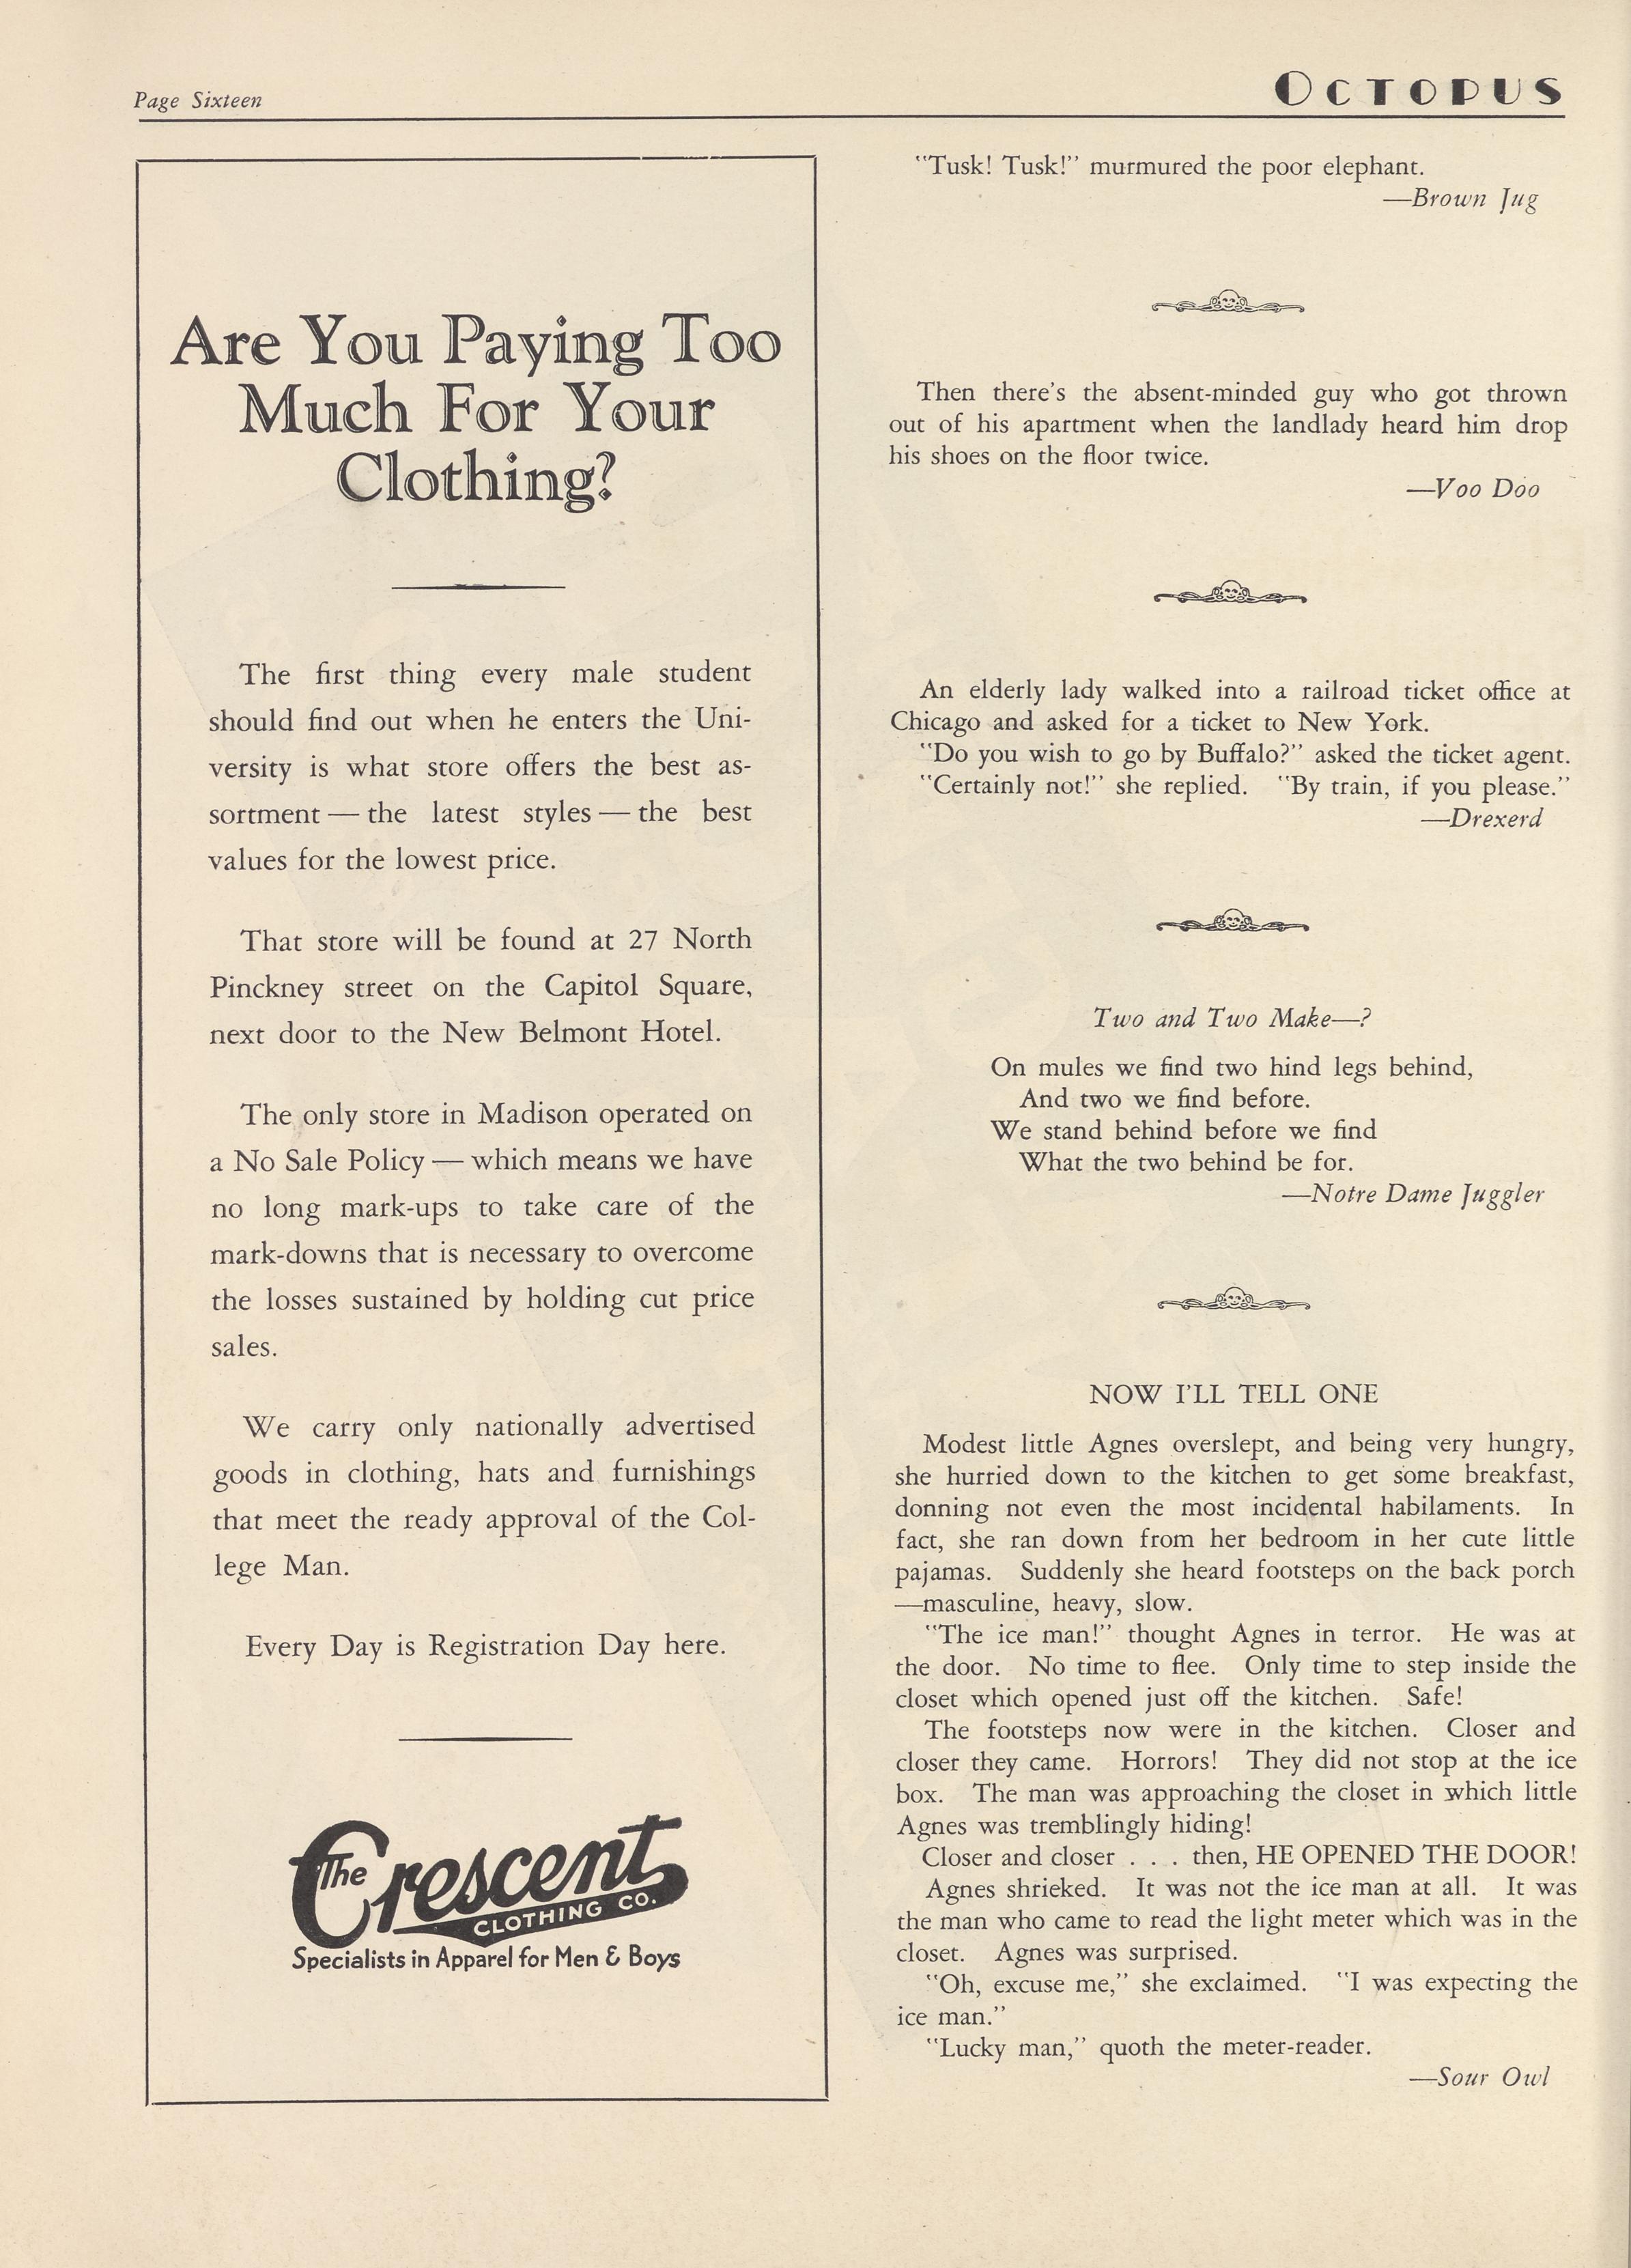 Page Sixteen
OCTOPUS
Are You Paying Too
Much For Your
Clothing?
The first thing every male student
should find out when he enters the Uni-
versity is what store offers the best as-
sortment — the latest styles — the best
values for the lowest price.
That store will be found at 27 North
Pinckney street on the Capitol Square,
next door to the New Belmont Hotel.
The only store in Madison operated on
a No Sale Policy — which means we have
no long mark-ups to take care of the
mark-downs that is necessary to overcome
the losses sustained by holding cut price
sales.
We carry only nationally advertised
goods in clothing, hats and furnishings
that meet the ready approval of the Col-
lege Man.
Every Day is Registration Day here.
The Crescent
CLOTHING CO.
Specialists in Apparel for Men & Boys
"Tusk! Tusk!" murmured the poor elephant.
—Brown Jug
Then there's the absent-minded guy who got thrown
out of his apartment when the landlady heard him drop
his shoes on the floor twice.
—Voo Doo
An elderly lady walked into a railroad ticket office at
Chicago and asked for a ticket to New York.
"Do you wish to go by Buffalo?" asked the ticket agent.
"Certainly not!" she replied. "By train, if you please."
—Drexerd
Two and Two Make—?
On mules we find two hind legs behind,
And two we find before.
We stand behind before we find
What the two behind be for.
—Notre Dame Juggler
NOW I'LL TELL ONE
Modest little Agnes overslept, and being very hungry,
she hurried down to the kitchen to get some breakfast,
donning not even the most incidental habilaments. In
fact, she ran down from her bedroom in her cute little
pajamas. Suddenly she heard footsteps on the back porch
—masculine, heavy, slow.
"The ice man!" thought Agnes in terror. He was at
the door. No time to flee. Only time to step inside the
closet which opened just off the kitchen. Safe!
The footsteps now were in the kitchen. Closer and
closer they came. Horrors! They did not stop at the ice
box. The man was approaching the closet in which little
Agnes was tremblingly hiding!
Closer and closer . . . then, HE OPENED THE DOOR!
Agnes shrieked. It was not the ice man at all. It was
the man who came to read the light meter which was in the
closet. Agnes was surprised.
"Oh, excuse me," she exclaimed. "I was expecting the
ice man."
"Lucky man," quoth the meter-reader.
—Sour Owl